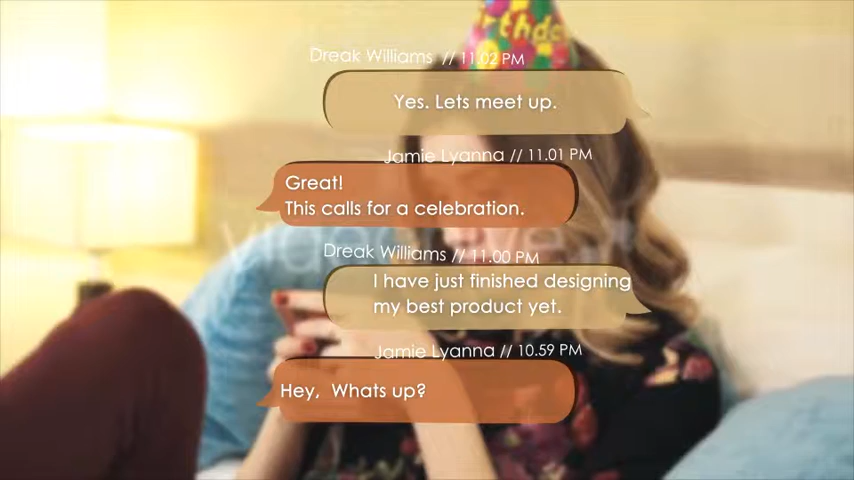 irthda
Dreak Williams // 11.02 PM
Yes. Lets meet up.
Jamie Lyanna // 11.01 PM
Great!
This calls for a celebration.
Dreak Williams // 11.00 PM
I have just finished designing
my best product yet.
Jamie Lyanna // 10.59 PM
Hey, Whats up?